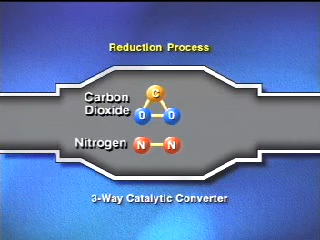 Reduction Process
Carbon
Dioxide
C
O O
Nitrogen
N N
3-Way Catalytic Converter